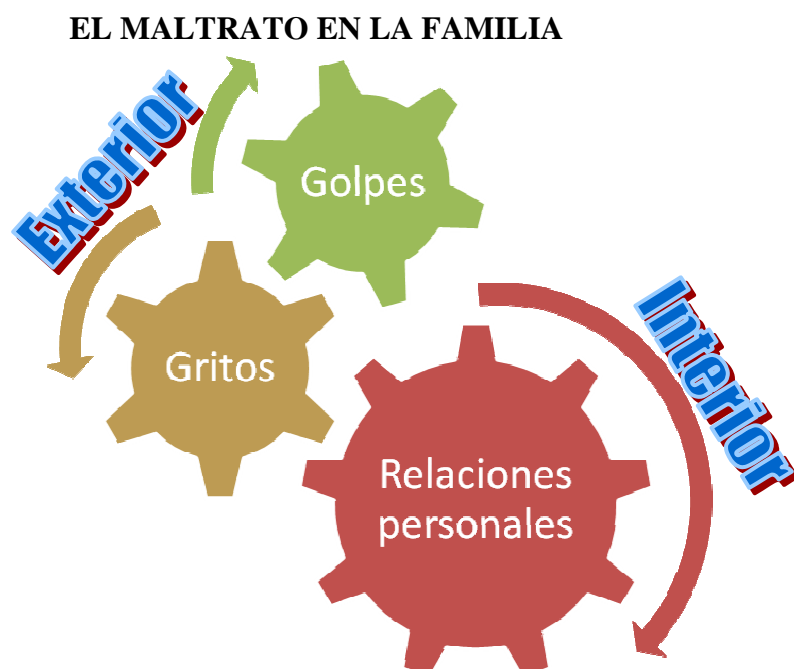 EL MALTRATO EN LA FAMILIA
Exterior
Golpes
Gritos
Interior
Relaciones
personales